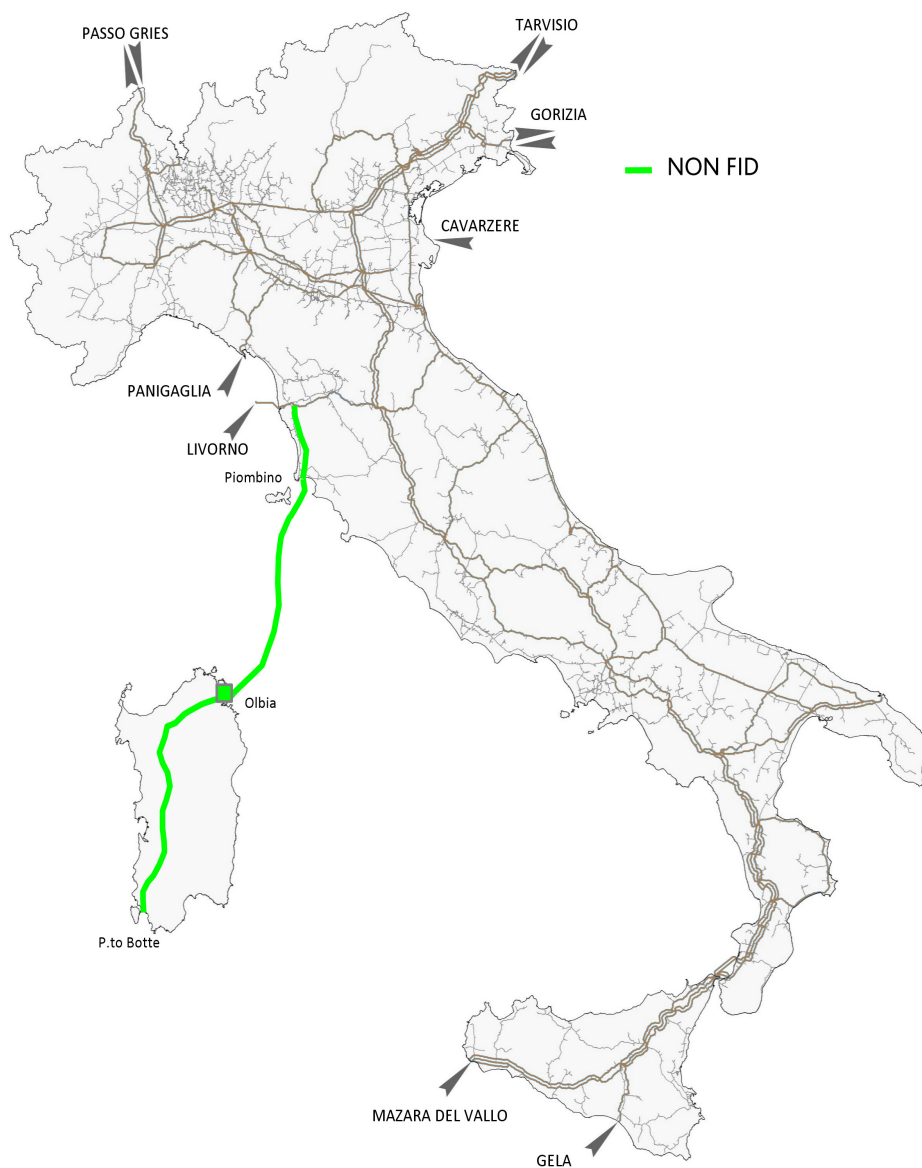 PASSO GRIES
TARVISIO
GORIZIA
NON FID
CAVARZERE
PANIGAGLIA
LIVORNO
Piombino
Olbia
P.to Botte
MAZARA DEL VALLO
GELA